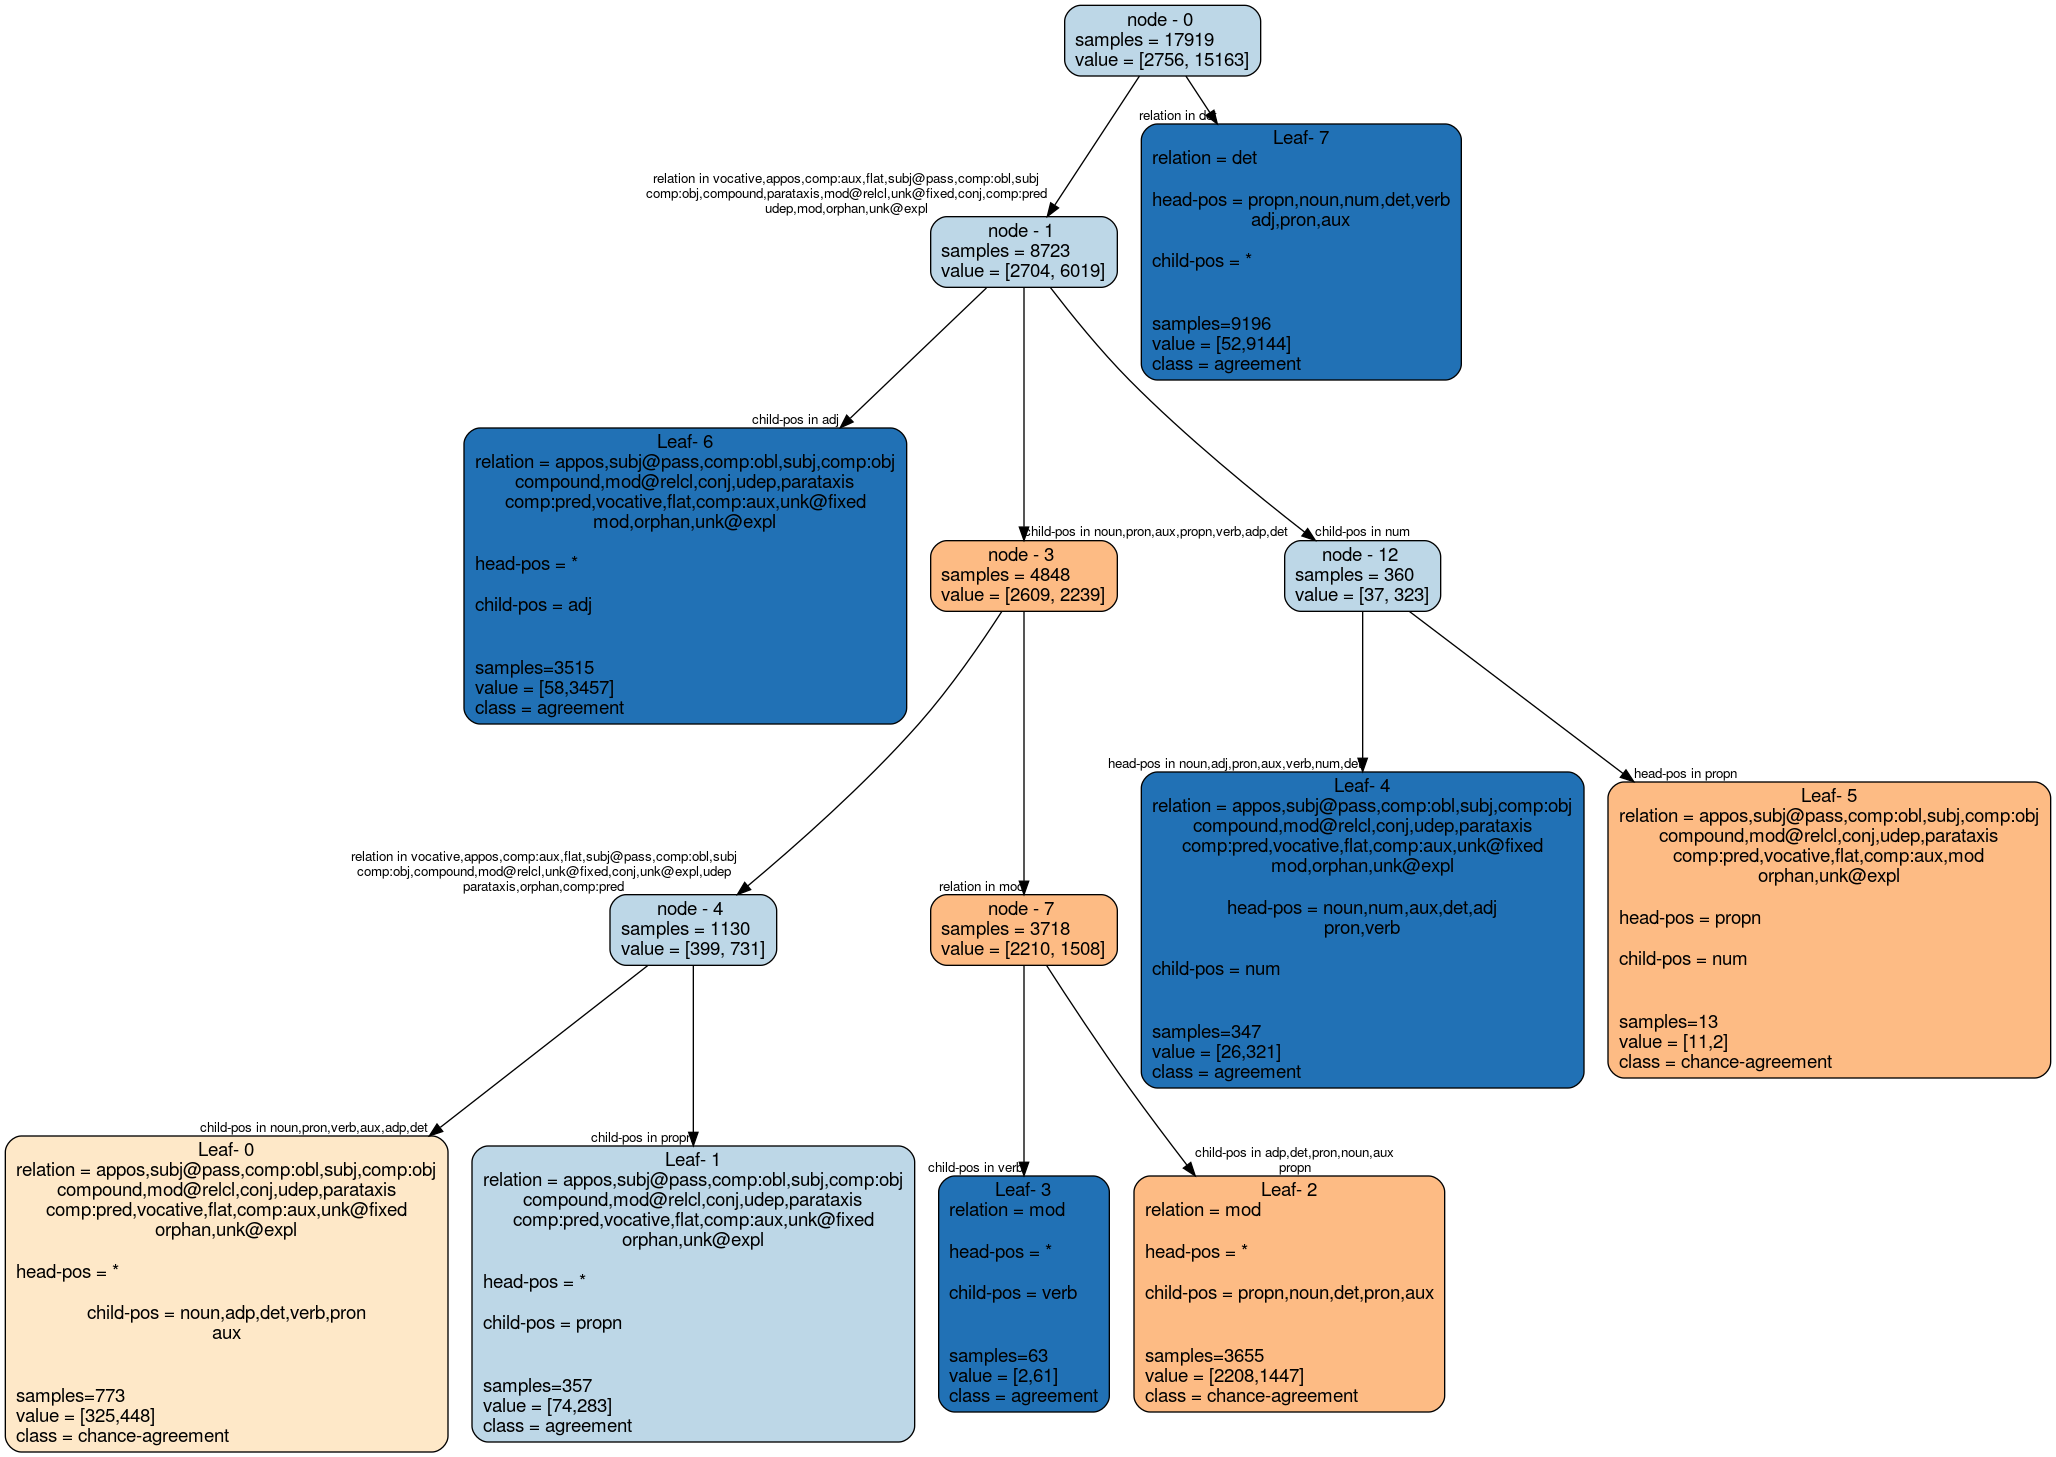 node - 0
samples = 17919
value = [2756, 15163]
relation in det
Leaf- 7
relation = det
head-pos = propn,noun,num,det,verb
adj,pron,aux
child-pos = *
samples=9196
value = [52,9144]
class = agreement
relation in vocative,appos,comp:aux,flat,subj@pass,comp:obl,subj
comp:obj,compound,parataxis,mod@relcl,unk@fixed,conj,comp:pred
udep,mod,orphan,unk@expl
node - 1
samples = 8723
value = [2704, 6019]
child-pos in adj
Leaf- 6
relation = appos,subj@pass,comp:obl,subj,comp:obj
compound,mod@relcl,conj,udep,parataxis
comp:pred,vocative,flat,comp:aux,unk@fixed
mod,orphan,unk@expl
head-pos = *
child-pos = adj
samples=3515
value = [58,3457]
class = agreement
child-pos in noun,pron,aux,propn,verb,adp,det
node - 3
samples = 4848
value = [2609, 2239]
child-pos in num
node - 12
samples = 360
value = [37, 323]
head-pos in noun,adj,pron,aux,verb,num,det
Leaf- 4
relation = appos,subj@pass,comp:obl,subj,comp:obj
compound,mod@relcl,conj,udep,parataxis
comp:pred,vocative,flat,comp:aux,unk@fixed
mod,orphan,unk@expl
head-pos = noun,num,aux,det,adj
pron,verb
child-pos = num
samples=347
value = [26,321]
class = agreement
head-pos in propn
Leaf- 5
relation = appos,subj@pass,comp:obl,subj,comp:obj
compound,mod@relcl,conj,udep,parataxis
comp:pred,vocative,flat,comp:aux,mod
orphan,unk@expl
head-pos = propn
child-pos = num
samples=13
value = [11,2]
class = chance-agreement
relation in vocative,appos,comp:aux,flat,subj@pass,comp:obl,subj
comp:obj,compound,mod@relcl,unk@fixed,conj,unk@expl,udep
parataxis,orphan,comp:pred
node - 4
samples = 1130
value = [399, 731]
relation in mod
node - 7
samples = 3718
value = [2210, 1508]
child-pos in noun,pron,verb,aux,adp,det
Leaf- 0
relation = appos,subj@pass,comp:obl,subj,comp:obj
compound,mod@relcl,conj,udep,parataxis
comp:pred,vocative,flat,comp:aux,unk@fixed
orphan,unk@expl
head-pos = *
child-pos = noun,adp,det,verb,pron
aux
samples=773
value = [325,448]
class = chance-agreement
child-pos in propn
Leaf- 1
relation = appos,subj@pass,comp:obl,subj,comp:obj
compound,mod@relcl,conj,udep,parataxis
comp:pred,vocative,flat,comp:aux,unk@fixed
orphan,unk@expl
head-pos = *
child-pos = propn
samples=357
value = [74,283]
class = agreement
child-pos in verb
Leaf- 3
relation = mod
head-pos = *
child-pos = verb
samples=63
value = [2,61]
class = agreement
child-pos in adp,det,pron,noun,aux
propn
Leaf- 2
relation = mod
head-pos = *
child-pos = propn,noun,det,pron,aux
samples=3655
value = [2208,1447]
class = chance-agreement